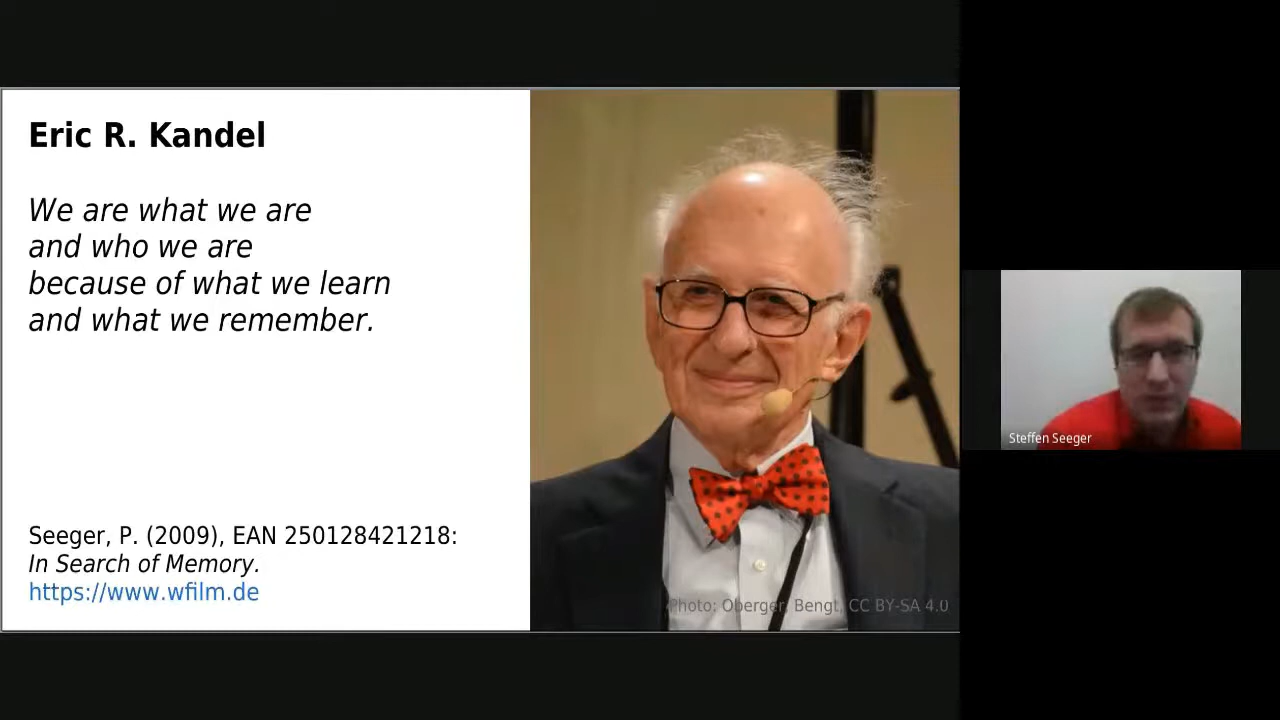 Eric R. Kandel
We are what we are
and who we are
because of what we learn
and what we remember.
Seeger, P. (2009), EAN 250128421218:
In Search of Memory.
https://www.wfilm.de
Photo: Oberger, Bengt, CC BY-SA 4.0
Steffen Seeger